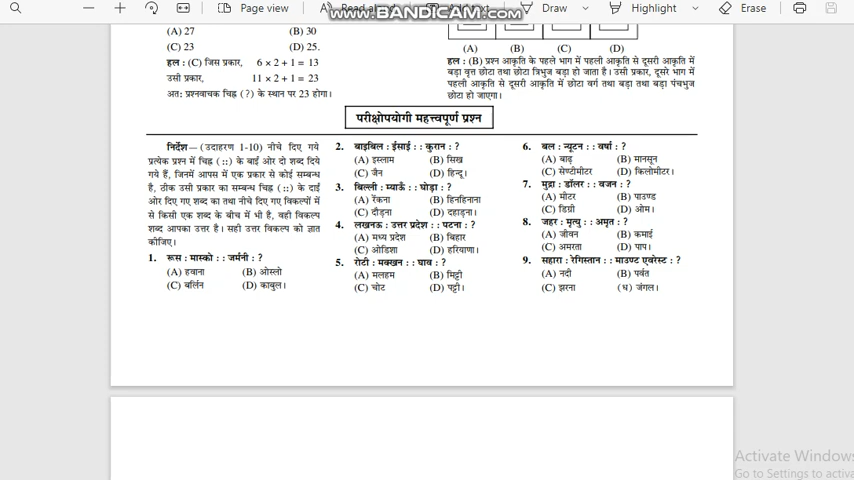 Page view
Draw
Highlight
Erase
www.BANDICAM.com
(A) 27 (B) 30
(C) 23 (D) 25.
हल : (C) जिस प्रकार, 6 × 2 + 1 = 13
उसी प्रकार, 11 × 2 + 1 = 23
अतः प्रश्नवाचक चिह्न (?) के स्थान पर 23 होगा।
(A) (B) (C) (D)
हल : (B) प्रश्न आकृति के पहले भाग में पहली आकृति से दूसरी आकृति में
बड़ा वृत्त छोटा तथा छोटा त्रिभुज बड़ा हो जाता है। उसी प्रकार, दूसरे भाग में
पहली आकृति से दूसरी आकृति में छोटा वर्ग तथा बड़ा तथा बड़ा पंचभुज
छोटा हो जाएगा।
परीक्षोपयोगी महत्त्वपूर्ण प्रश्न
निर्देश—(उदाहरण 1-10) नीचे दिए गये
प्रत्येक प्रश्न में चिह्न (::) के बाईं ओर दो शब्द दिये
गये हैं, जिनमें आपस में एक प्रकार से कोई सम्बन्ध
है, ठीक उसी प्रकार का सम्बन्ध चिह्न (::) के दाईं
ओर दिए गए शब्द का तथा नीचे दिए गए विकल्पों में
से किसी एक शब्द के बीच में भी है, वही विकल्प
शब्द आपका उत्तर है। सही उत्तर विकल्प को ज्ञात
कीजिए।
1. रूस : मास्को : : जर्मनी : ?
(A) हवाना (B) ओस्लो
(C) बर्लिन (D) काबुल।
2. बाइबिल : ईसाई : : कुरान : ?
(A) इस्लाम (B) सिख
(C) जैन (D) हिन्दू।
3. बिल्ली : म्याऊँ : : घोड़ा : ?
(A) रेंकना (B) हिनहिनाना
(C) दौड़ना (D) दहाड़ना।
4. लखनऊ : उत्तर प्रदेश : : पटना : ?
(A) मध्य प्रदेश (B) बिहार
(C) ओडिशा (D) हरियाणा।
5. रोटी : मक्खन : : घाव : ?
(A) मलहम (B) मिट्टी
(C) चोट (D) पट्टी।
6. बल : न्यूटन : : वर्षा : ?
(A) बाढ़ (B) मानसून
(C) सेण्टीमीटर (D) किलोमीटर।
7. मुद्रा : डॉलर : : वजन : ?
(A) मीटर (B) पाउण्ड
(C) डिग्री (D) ओम।
8. जहर : मृत्यु : : अमृत : ?
(A) जीवन (B) कमाई
(C) अमरता (D) पाप।
9. सहारा : रेगिस्तान : : माउण्ट एवरेस्ट : ?
(A) नदी (B) पर्वत
(C) झरना (ध) जंगल।
Activate Windows
Go to Settings to activa